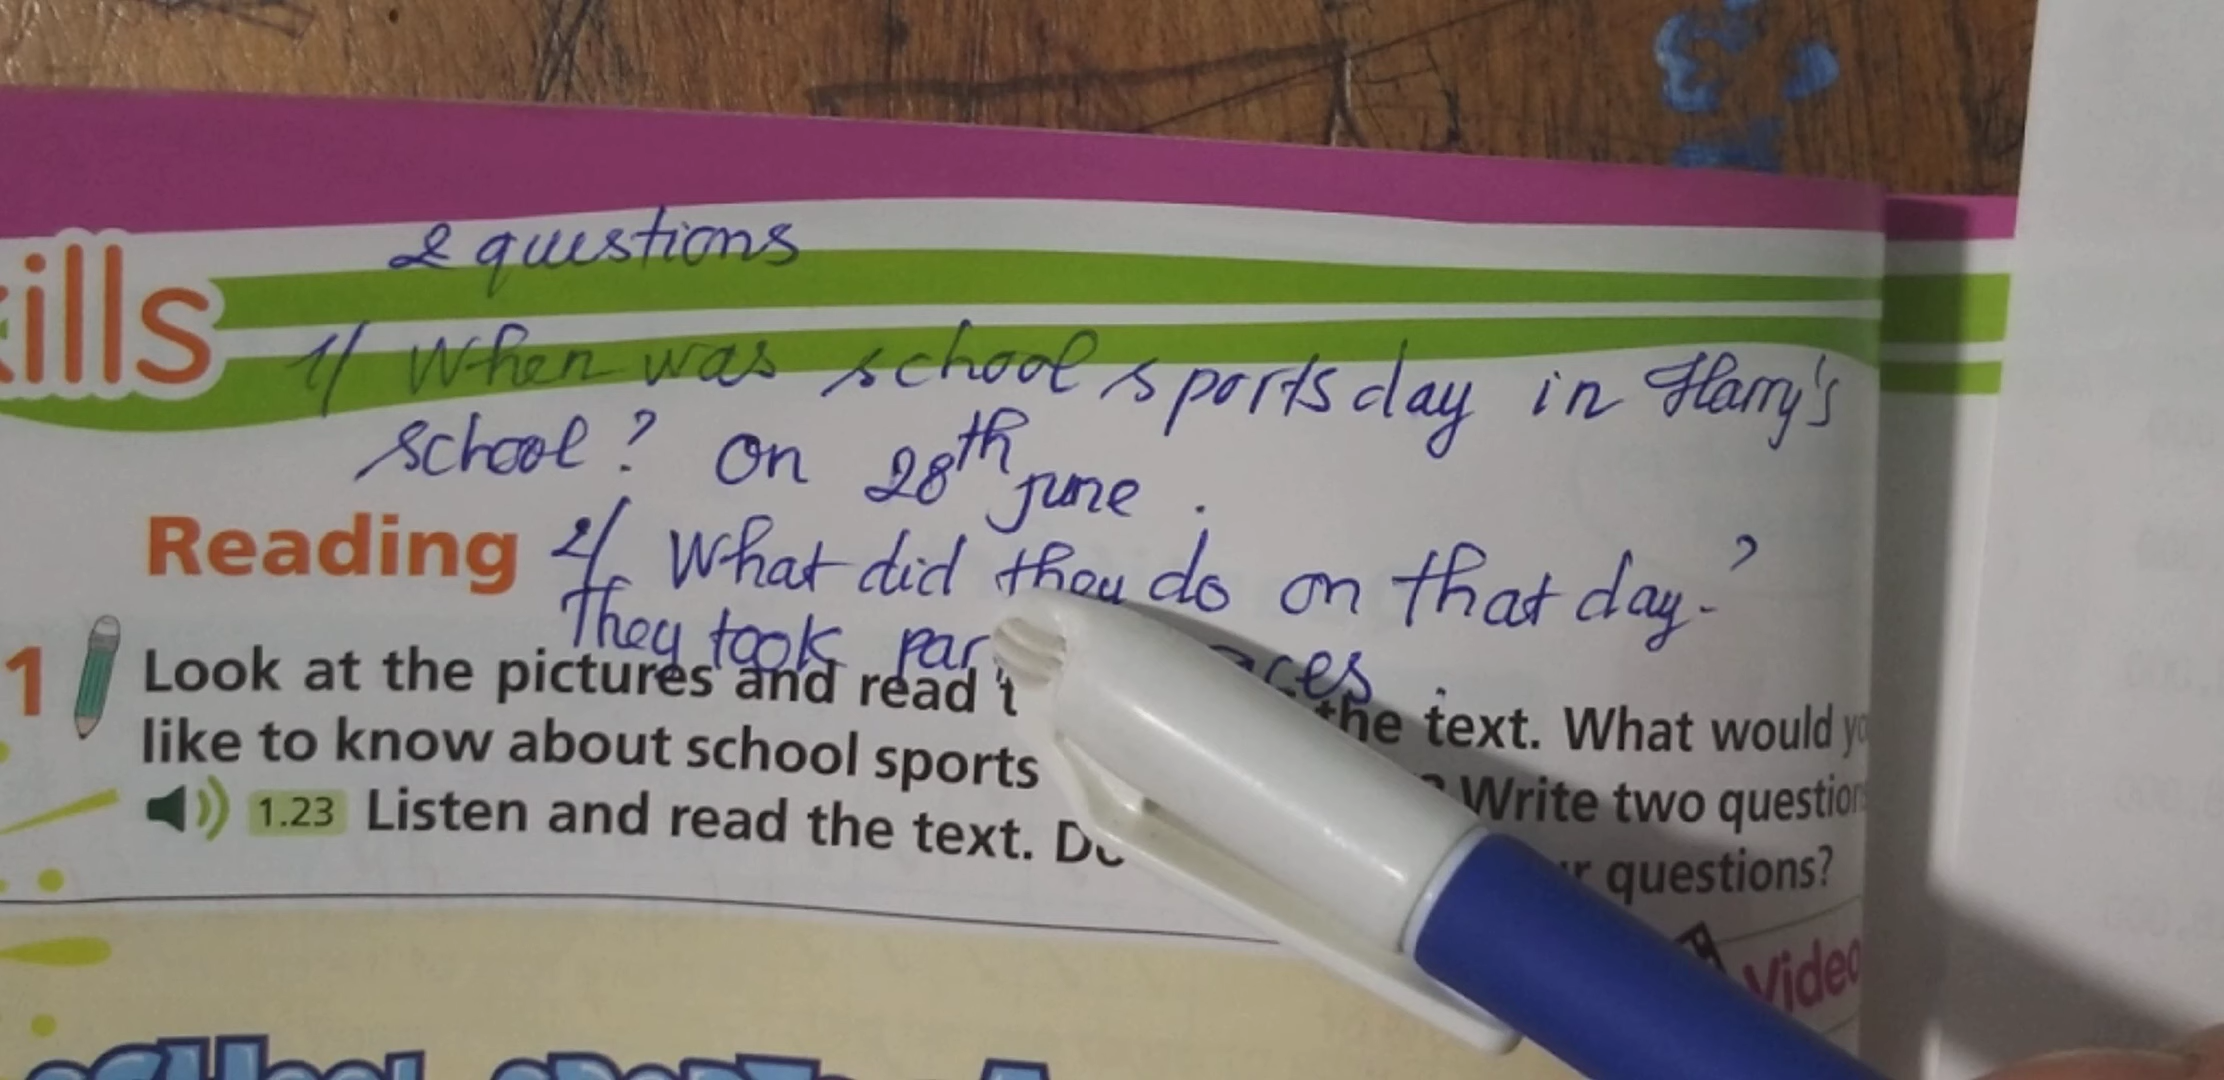 2 questions
ills
1/ When was school sports day in Harry's
school? On 28th june.
Reading
2/ What did they do on that day?
They took
1 Look at the pictures and read the text. What would
like to know about school sports ? Write two
1.23 Listen and read the text. questions?
Video